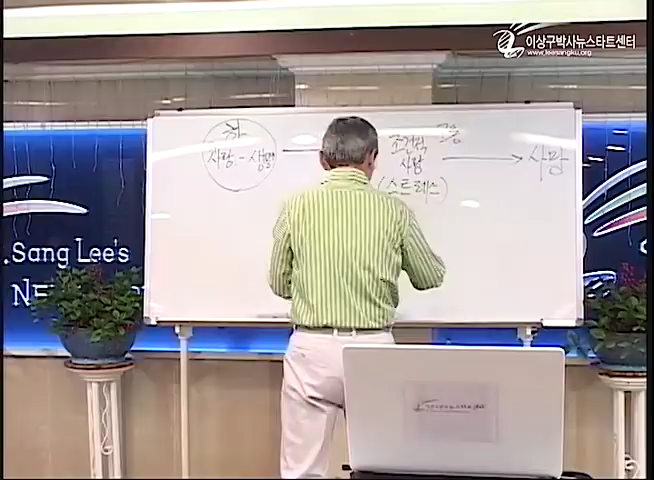 이상구박사뉴스타트센터
www.leesangku.org
하
사랑 - 생명
조건적
사랑
(스트레스)
사랑
.Sang Lee's